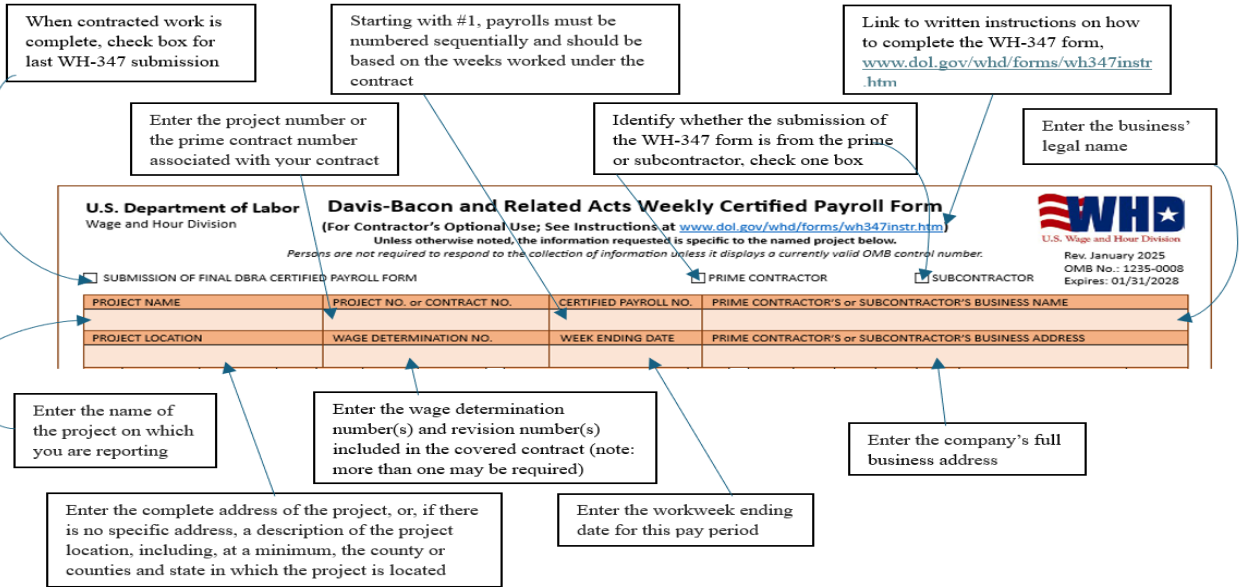 When contracted work is
complete, check box for
last WH-347 submission
Starting with #1, payrolls must be
numbered sequentially and should be
based on the weeks worked under the
contract
Link to written instructions on how
to complete the WH-347 form,
www.dol.gov/whd/forms/wh347instr
.htm
Enter the project number or
the prime contract number
associated with your contract
Identify whether the submission of
the WH-347 form is from the prime
or subcontractor, check one box
Enter the business’
legal name
U.S. Department of Labor
Wage and Hour Division
Davis-Bacon and Related Acts Weekly Certified Payroll Form
(For Contractor's Optional Use; See Instructions at www.dol.gov/whd/forms/wh347instr.htm)
Unless otherwise noted, the information requested is specific to the named project below.
Persons are not required to respond to the collection of information unless it displays a currently valid OMB control number.
WHD
U.S. Wage and Hour Division
Rev. January 2025
OMB No.: 1235-0008
Expires: 01/31/2028
SUBMISSION OF FINAL DBRA CERTIFIED PAYROLL FORM
PRIME CONTRACTOR
SUBCONTRACTOR
PROJECT NAME
PROJECT NO. or CONTRACT NO.
CERTIFIED PAYROLL NO.
PRIME CONTRACTOR'S or SUBCONTRACTOR'S BUSINESS NAME
PROJECT LOCATION
WAGE DETERMINATION NO.
WEEK ENDING DATE
PRIME CONTRACTOR'S or SUBCONTRACTOR'S BUSINESS ADDRESS
Enter the name of
the project on which
you are reporting
Enter the wage determination
number(s) and revision number(s)
included in the covered contract (note:
more than one may be required)
Enter the company’s full
business address
Enter the complete address of the project, or, if there
is no specific address, a description of the project
location, including, at a minimum, the county or
counties and state in which the project is located
Enter the workweek ending
date for this pay period